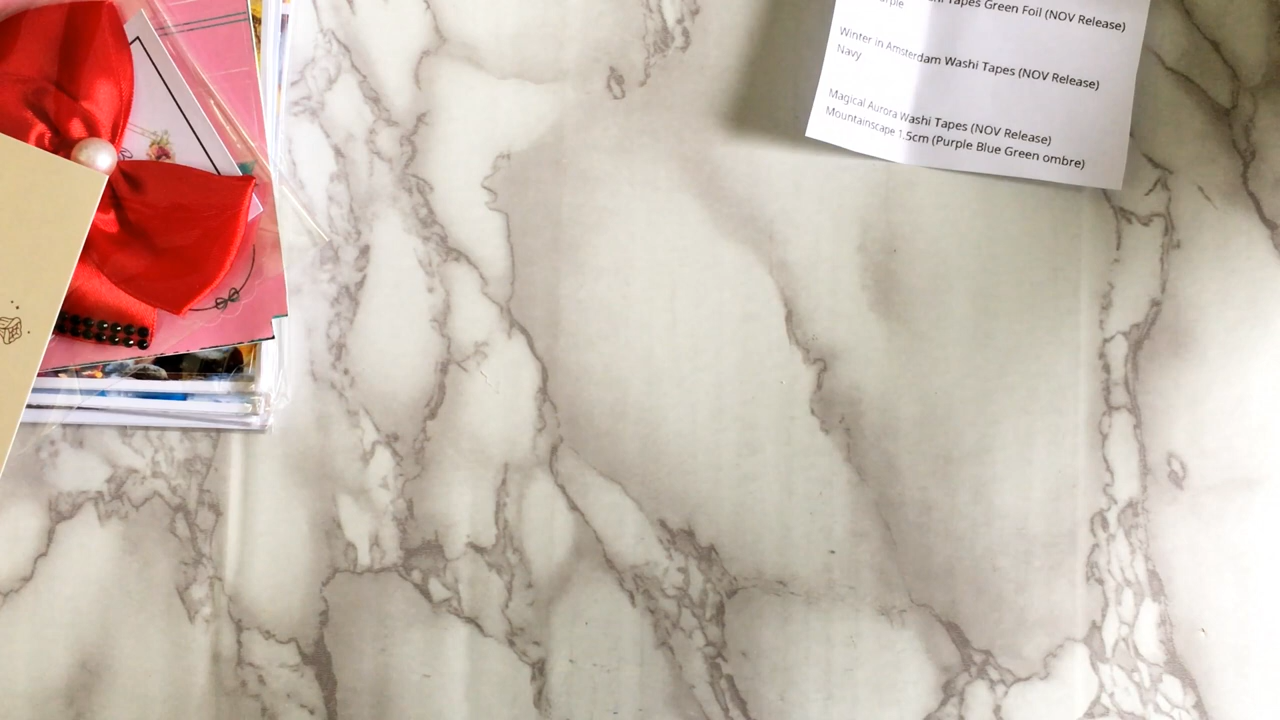 Tapes Green Foil (NOV Release)
Winter in Amsterdam Washi Tapes (NOV Release)
Navy
Magical Aurora Washi Tapes (NOV Release)
Mountainscape 1.5cm (Purple Blue Green ombre)